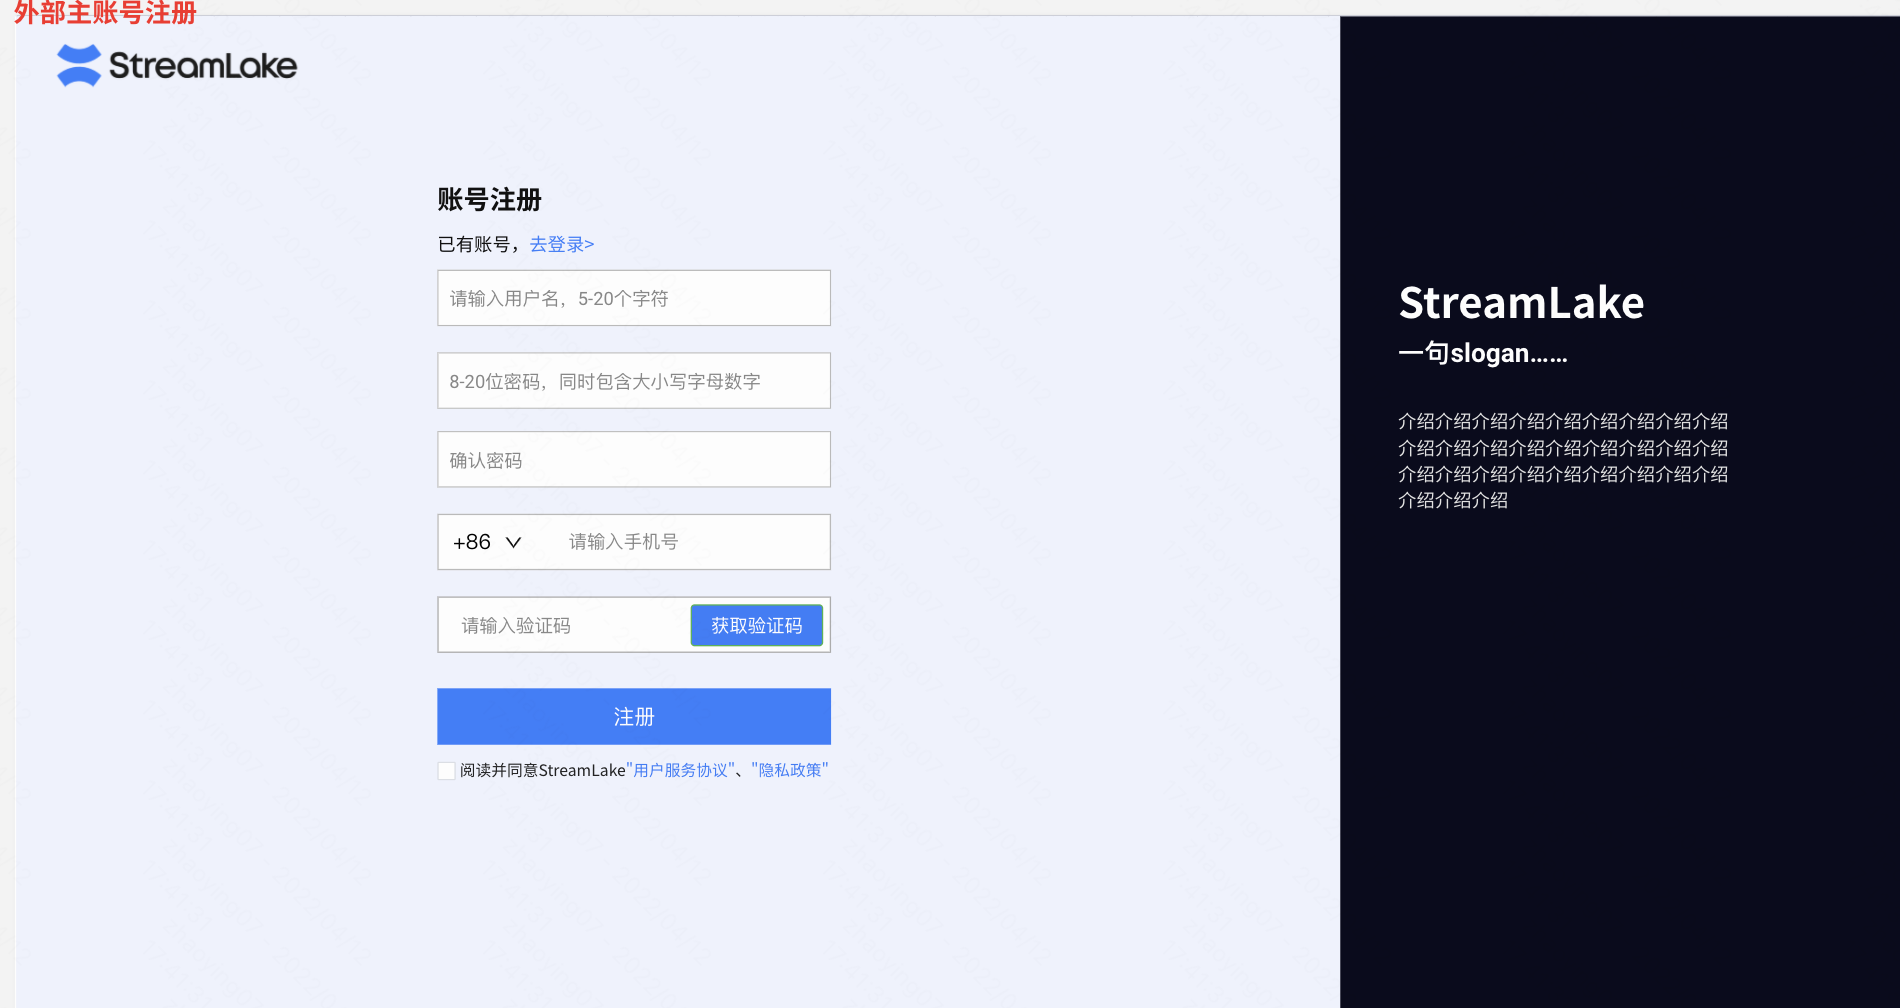 外部主账号注册
StreamLake
账号注册
已有账号，去登录>
请输入用户名，5-20个字符
8-20位密码，同时包含大小写字母数字
确认密码
+86 请输入手机号
请输入验证码 获取验证码
注册
阅读并同意StreamLake"用户服务协议"、"隐私政策"
StreamLake
一句slogan......
介绍介绍介绍介绍介绍介绍介绍介绍介绍
介绍介绍介绍介绍介绍介绍介绍介绍介绍
介绍介绍介绍介绍介绍介绍介绍介绍介绍
介绍介绍介绍